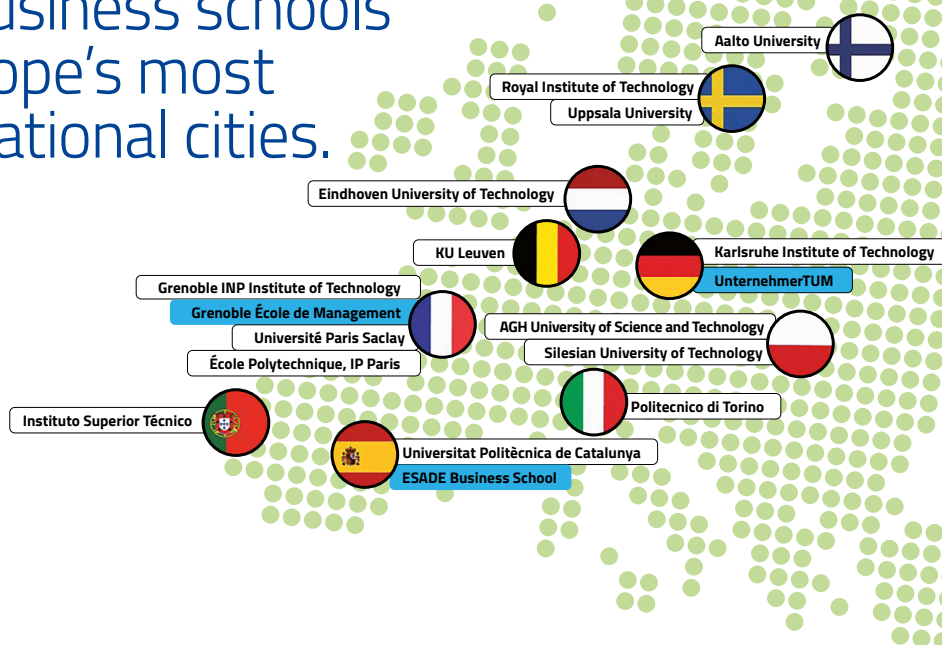 usiness schools
ope's most
ational cities.
Aalto University
Royal Institute of Technology
Uppsala University
Eindhoven University of Technology
KU Leuven
Karlsruhe Institute of Technology
UnternehmerTUM
Grenoble INP Institute of Technology
Grenoble École de Management
Université Paris Saclay
École Polytechnique, IP Paris
AGH University of Science and Technology
Silesian University of Technology
Politecnico di Torino
Instituto Superior Técnico
Universitat Politècnica de Catalunya
ESADE Business School